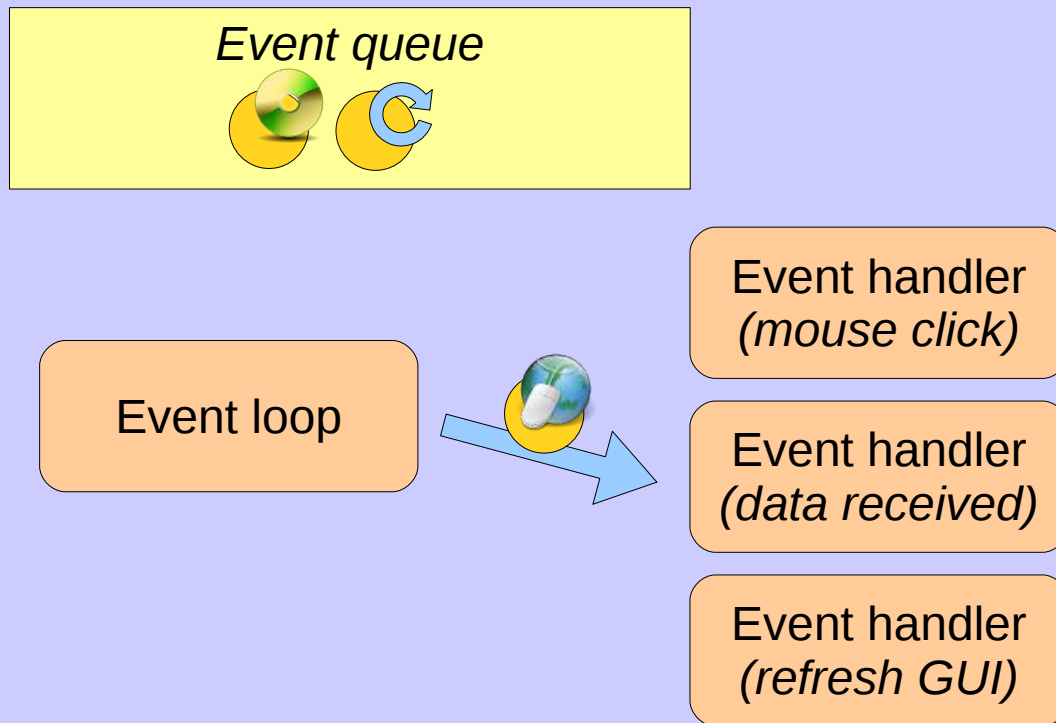 Event queue
Event loop
Event handler
(mouse click)
Event handler
(data received)
Event handler
(refresh GUI)